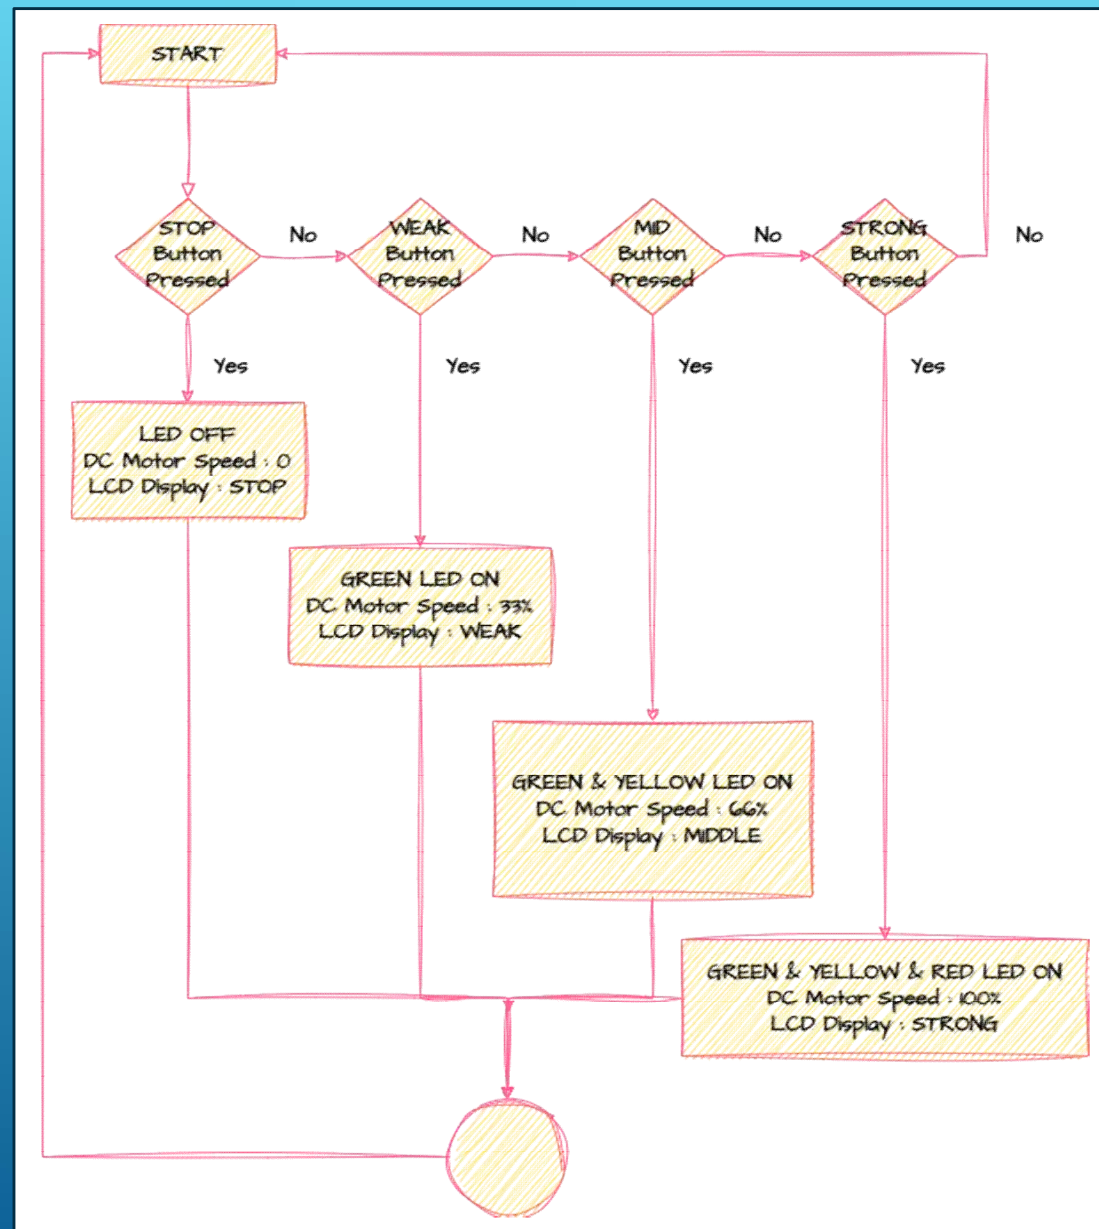 START
STOP
Button
Pressed
No
WEAK
Button
Pressed
No
MID
Button
Pressed
No
STRONG
Button
Pressed
No
Yes
Yes
Yes
Yes
LED OFF
DC Motor Speed : 0
LCD Display : STOP
GREEN LED ON
DC Motor Speed : 33%
LCD Display : WEAK
GREEN & YELLOW LED ON
DC Motor Speed : 66%
LCD Display : MIDDLE
GREEN & YELLOW & RED LED ON
DC Motor Speed : 100%
LCD Display : STRONG